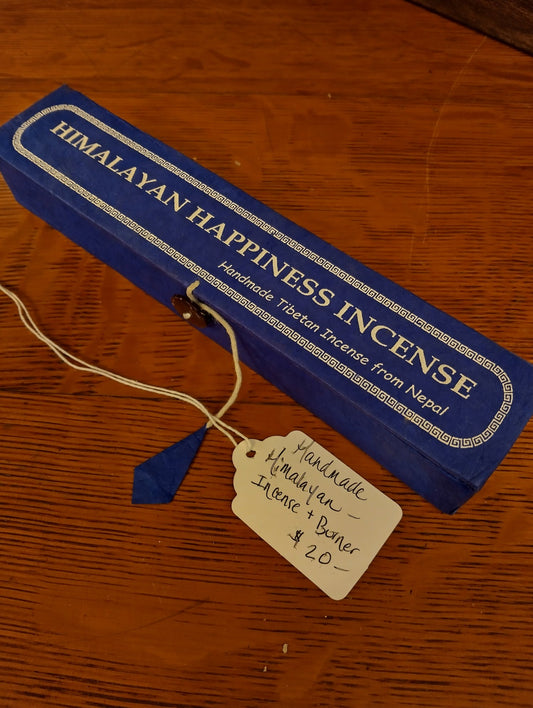 HIMALAYAN HAPPINESS INCENSE
Handmade Tibetan Incense from Nepal
Handmade
Himalayan –
Incense + Burner
$20–